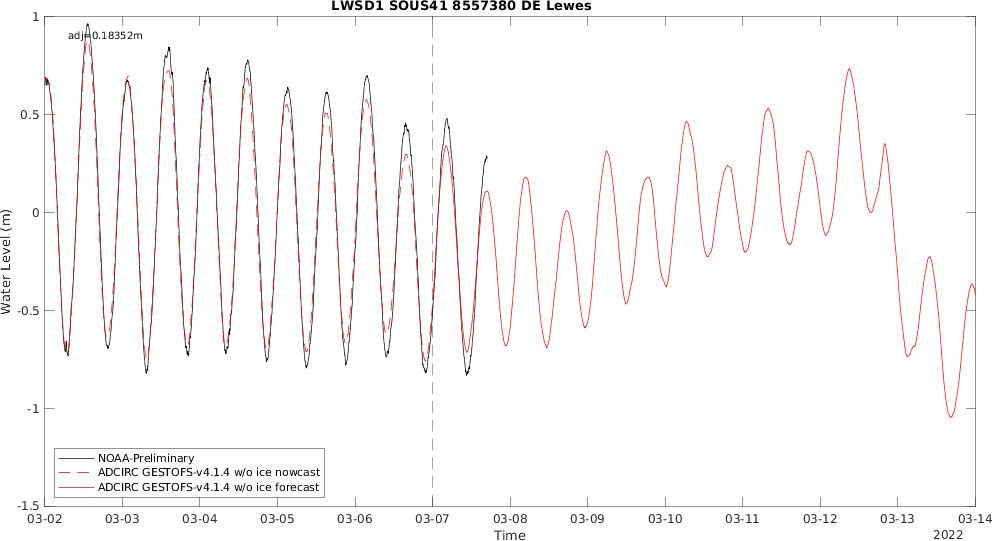 LWSD1 SOUS41 8557380 DE Lewes
adj=0.18352m
1
0.5
0
-0.5
-1
-1.5
Water Level (m)
NOAA-Preliminary
ADCIRC GESTOFS-v4.1.4 w/o ice nowcast
ADCIRC GESTOFS-v4.1.4 w/o ice forecast
03-02 03-03 03-04 03-05 03-06 03-07 03-08 03-09 03-10 03-11 03-12 03-13 03-14
Time
2022